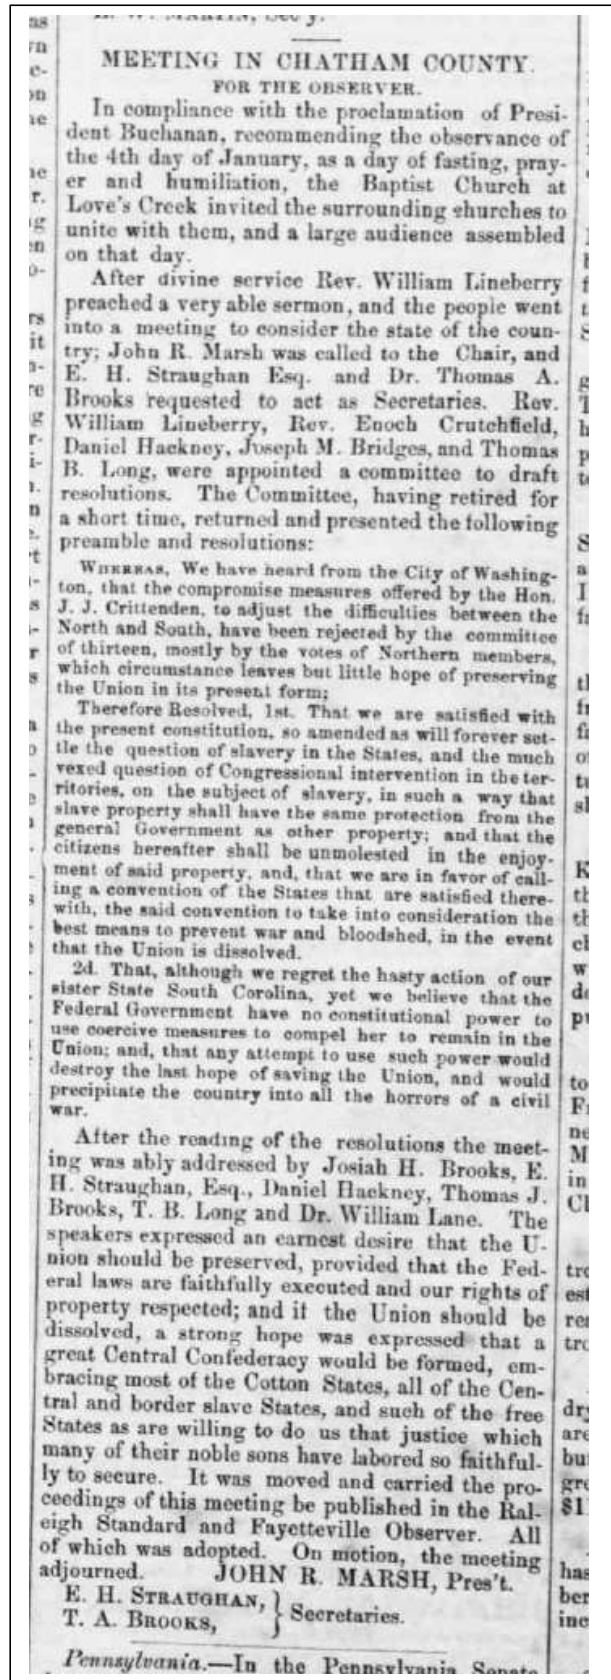 MEETING IN CHATHAM COUNTY.
FOR THE OBSERVER.
In compliance with the proclamation of Presi-
dent Buchanan, recommending the observance of
the 4th day of January, as a day of fasting, pray-
er and humiliation, the Baptist Church at
Love's Creek invited the surrounding churches to
unite with them, and a large audience assembled
on that day.
After divine service Rev. William Lineberry
preached a very able sermon, and the people went
into a meeting to consider the state of the coun-
try; John R. Marsh was called to the Chair, and
E. H. Straughan Esq. and Dr. Thomas A.
Brooks requested to act as Secretaries. Rev.
William Lineberry, Rev. Enoch Crutchfield,
Daniel Hackney, Joseph M. Bridges, and Thomas
B. Long, were appointed a committee to draft
resolutions. The Committee, having retired for
a short time, returned and presented the following
preamble and resolutions:
WHEREAS, We have heard from the City of Washing-
ton, that the compromise measures offered by the Hon.
J. J. Crittenden, to adjust the difficulties between the
North and South, have been rejected by the committee
of thirteen, mostly by the votes of Northern members,
which circumstance leaves but little hope of preserving
the Union in its present form;
Therefore Resolved, 1st. That we are satisfied with
the present constitution, so amended as will forever set-
tle the question of slavery in the States, and the much
vexed question of Congressional intervention in the ter-
ritories, on the subject of slavery, in such a way that
slave property shall have the same protection from the
general Government as other property; and that the
citizens hereafter shall be unmolested in the enjoy-
ment of said property, and, that we are in favor of call-
ing a convention of the States that are satisfied there-
with, the said convention to take into consideration the
best means to prevent war and bloodshed, in the event
that the Union is dissolved.
2d. That, although we regret the hasty action of our
sister State South Corolina, yet we believe that the
Federal Government have no constitutional power to
use coercive measures to compel her to remain in the
Union; and, that any attempt to use such power would
destroy the last hope of saving the Union, and would
precipitate the country into all the horrors of a civil
war.
After the reading of the resolutions the meet-
ing was ably addressed by Josiah H. Brooks, E.
H. Straughan, Esq., Daniel Hackney, Thomas J.
Brooks, T. B. Long and Dr. William Lane. The
speakers expressed an earnest desire that the U-
nion should be preserved, provided that the Fed-
eral laws are faithfully executed and our rights of
property respected; and if the Union should be
dissolved, a strong hope was expressed that a
great Central Confederacy would be formed, em-
bracing most of the Cotton States, all of the Cen-
tral and border slave States, and such of the free
States as are willing to do us that justice which
many of their noble sons have labored so faithful-
ly to secure. It was moved and carried the pro-
ceedings of this meeting be published in the Ral-
eigh Standard and Fayetteville Observer. All
of which was adopted. On motion, the meeting
adjourned. JOHN R. MARSH, Pres't.
E. H. STRAUGHAN, } Secretaries.
T. A. BROOKS,
Pennsylvania.—In the Pennsylvania Senate